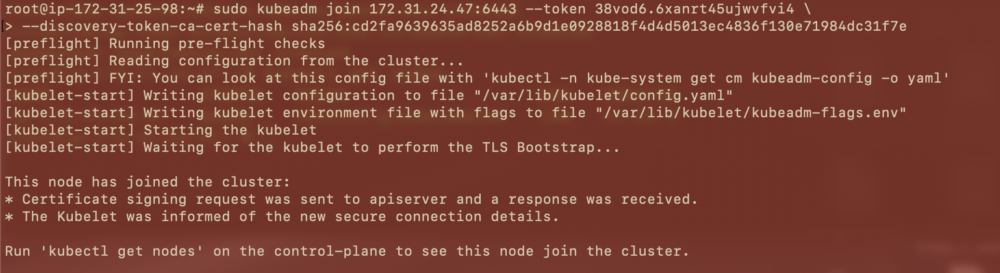 root@ip-172-31-25-98:~# sudo kubeadm join 172.31.24.47:6443 --token 38vod6.6xanrt45ujwvfvi4 \
> --discovery-token-ca-cert-hash sha256:cd2fa9639635ad8252a6b9d1e0928818f4d4d5013ec4836f130e71984dc31f7e
[preflight] Running pre-flight checks
[preflight] Reading configuration from the cluster...
[preflight] FYI: You can look at this config file with 'kubectl -n kube-system get cm kubeadm-config -o yaml'
[kubelet-start] Writing kubelet configuration to file "/var/lib/kubelet/config.yaml"
[kubelet-start] Writing kubelet environment file with flags to file "/var/lib/kubelet/kubeadm-flags.env"
[kubelet-start] Starting the kubelet
[kubelet-start] Waiting for the kubelet to perform the TLS Bootstrap...
This node has joined the cluster:
* Certificate signing request was sent to apiserver and a response was received.
* The Kubelet was informed of the new secure connection details.
Run 'kubectl get nodes' on the control-plane to see this node join the cluster.